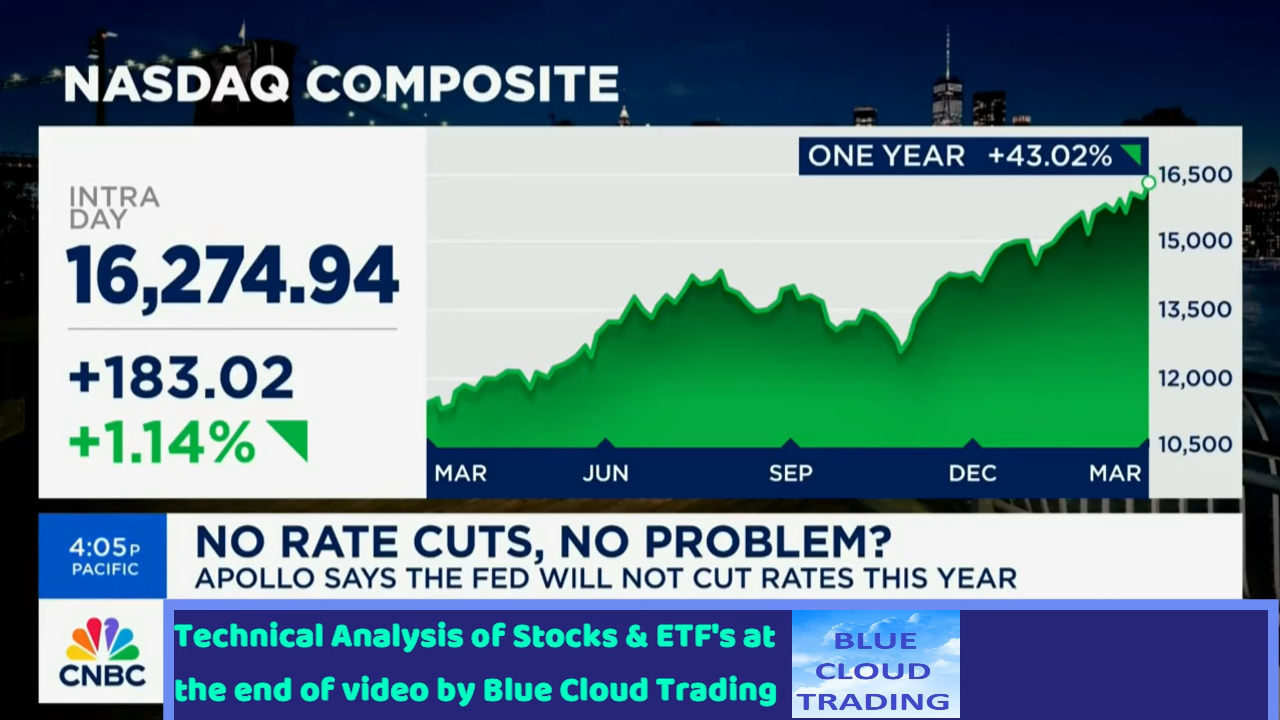 NASDAQ COMPOSITE
INTRA
DAY
16,274.94
+183.02
+1.14%
ONE YEAR +43.02%
16,500
15,000
13,500
12,000
10,500
MAR JUN SEP DEC MAR
4:05P
PACIFIC
NO RATE CUTS, NO PROBLEM?
APOLLO SAYS THE FED WILL NOT CUT RATES THIS YEAR
CNBC
Technical Analysis of Stocks & ETF's at
the end of video by Blue Cloud Trading
BLUE
CLOUD
TRADING